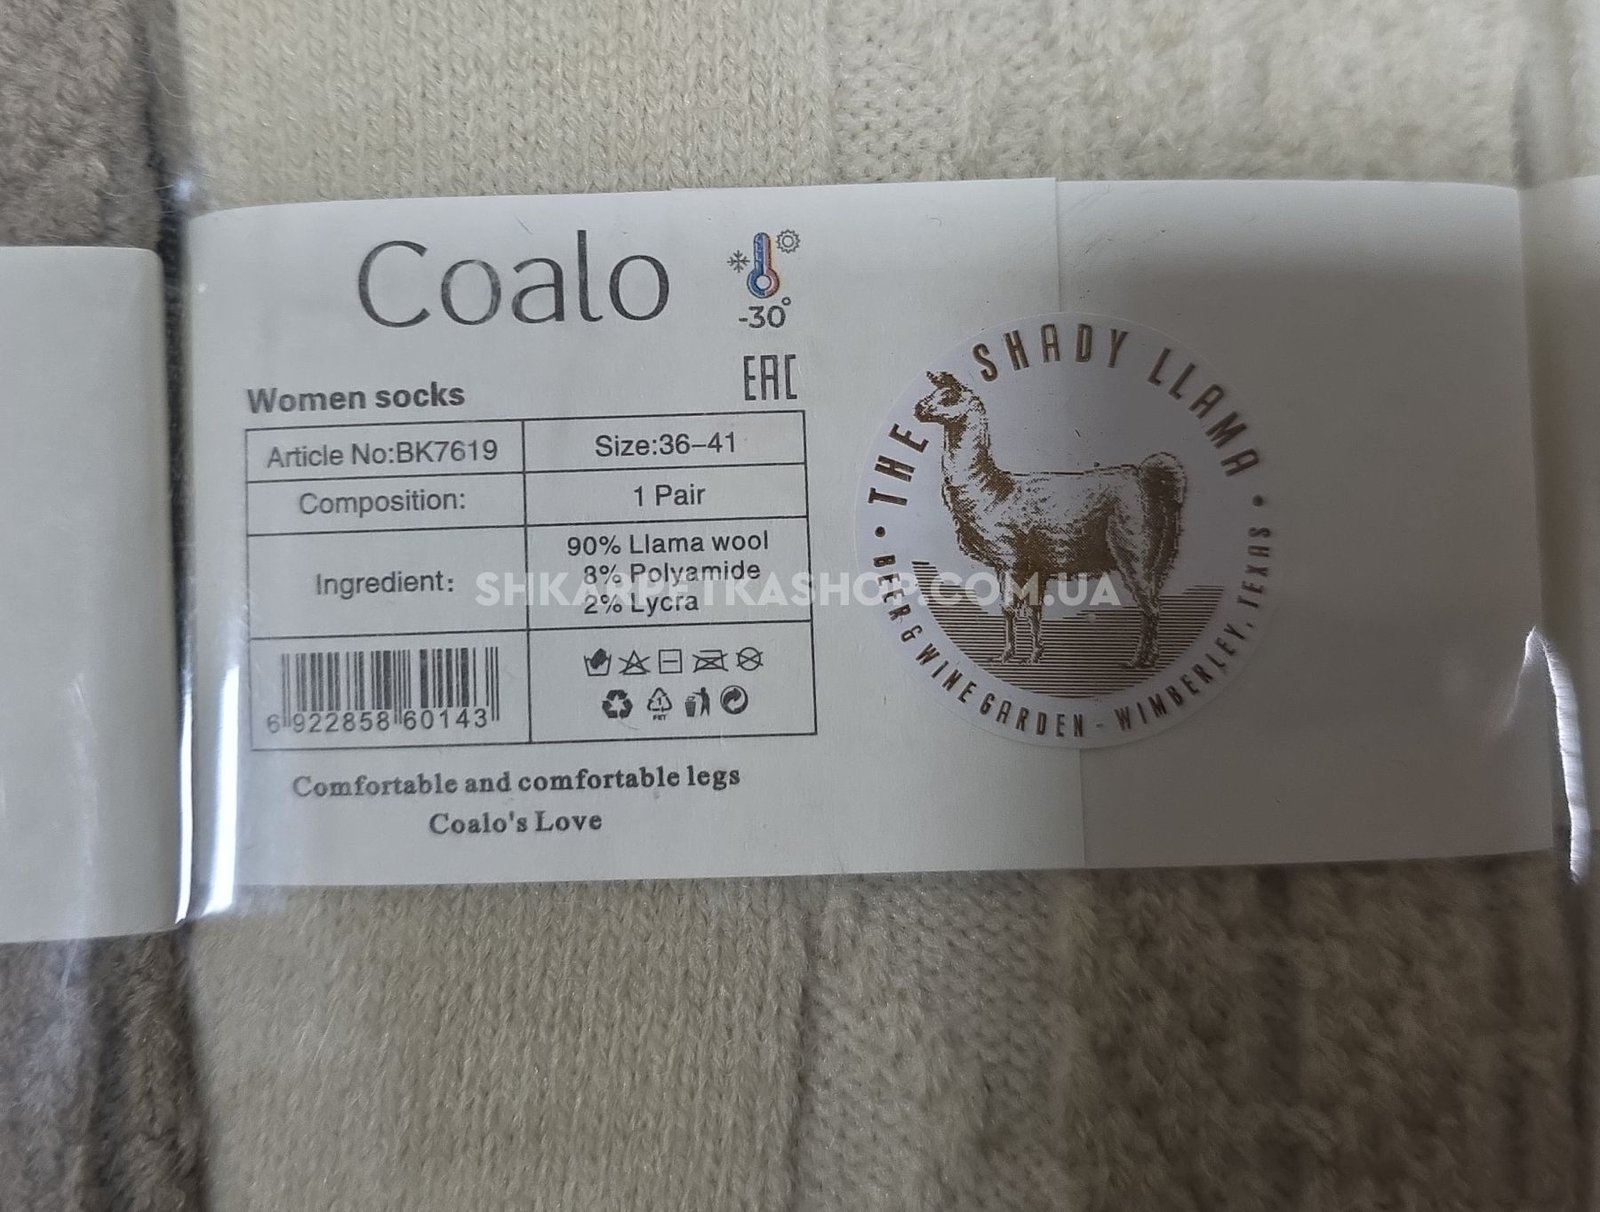 Coalo
-30°
EAC
Women socks
Article No:BK7619
Size:36–41
Composition:
1 Pair
Ingredient:
90% Llama wool
8% Polyamide
2% Lycra
SHKARPETKASHOP.COM.UA
6 922858 60143
Comfortable and comfortable legs
Coalo's Love
• THE SHADY LLAMA •
BEER & WINE GARDEN - WIMBERLEY, TEXAS